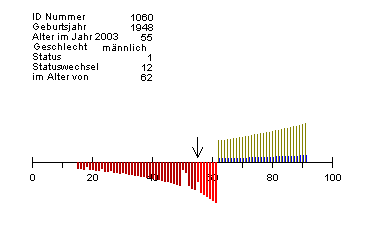 ID Nummer 1060
Geburtsjahr 1948
Alter im Jahr 2003 55
Geschlecht männlich
Status 1
Statuswechsel 12
im Alter von 62
0 20 40 60 80 100